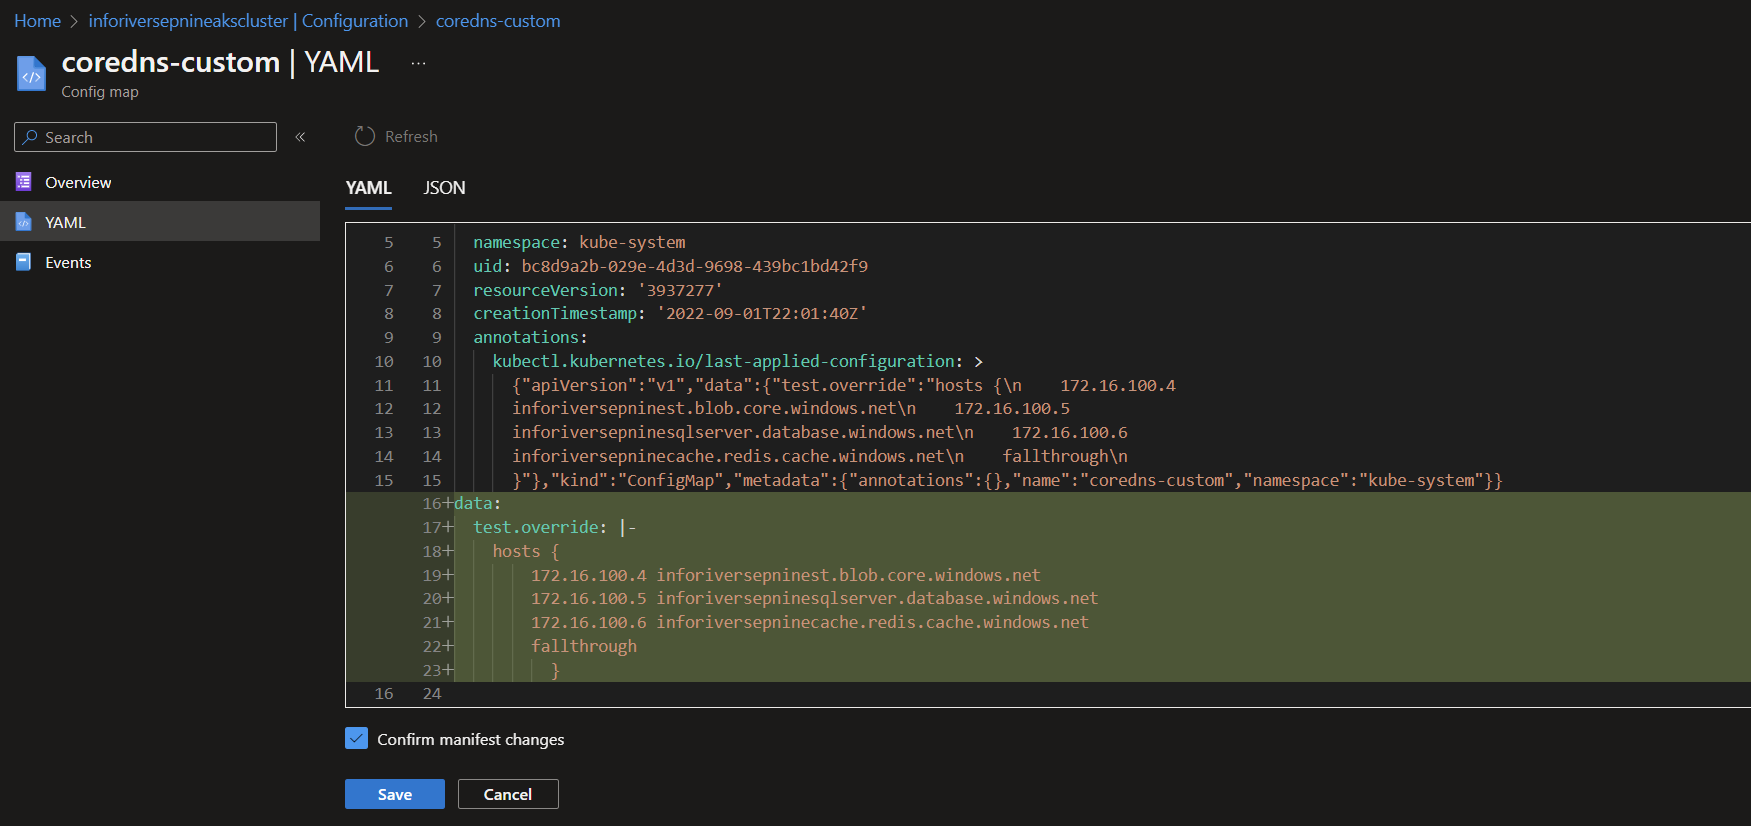 Home > inforiversepnineakscluster | Configuration > coredns-custom
coredns-custom | YAML ...
Config map
Search «
Refresh
Overview
YAML
Events
YAML JSON
5 5 namespace: kube-system
6 6 uid: bc8d9a2b-029e-4d3d-9698-439bc1bd42f9
7 7 resourceVersion: '3937277'
8 8 creationTimestamp: '2022-09-01T22:01:40Z'
9 9 annotations:
10 10 kubectl.kubernetes.io/last-applied-configuration: >
11 11 {"apiVersion":"v1","data":{"test.override":"hosts {\n    172.16.100.4
12 12 inforiversepninest.blob.core.windows.net\n    172.16.100.5
13 13 inforiversepninesqlserver.database.windows.net\n    172.16.100.6
14 14 inforiversepninecache.redis.cache.windows.net\n    fallthrough\n
15 15 }"},"kind":"ConfigMap","metadata":{"annotations":{},"name":"coredns-custom","namespace":"kube-system"}}
16+ data:
17+ test.override: |-
18+ hosts {
19+ 172.16.100.4 inforiversepninest.blob.core.windows.net
20+ 172.16.100.5 inforiversepninesqlserver.database.windows.net
21+ 172.16.100.6 inforiversepninecache.redis.cache.windows.net
22+ fallthrough
23+ }
16 24
Confirm manifest changes
Save Cancel